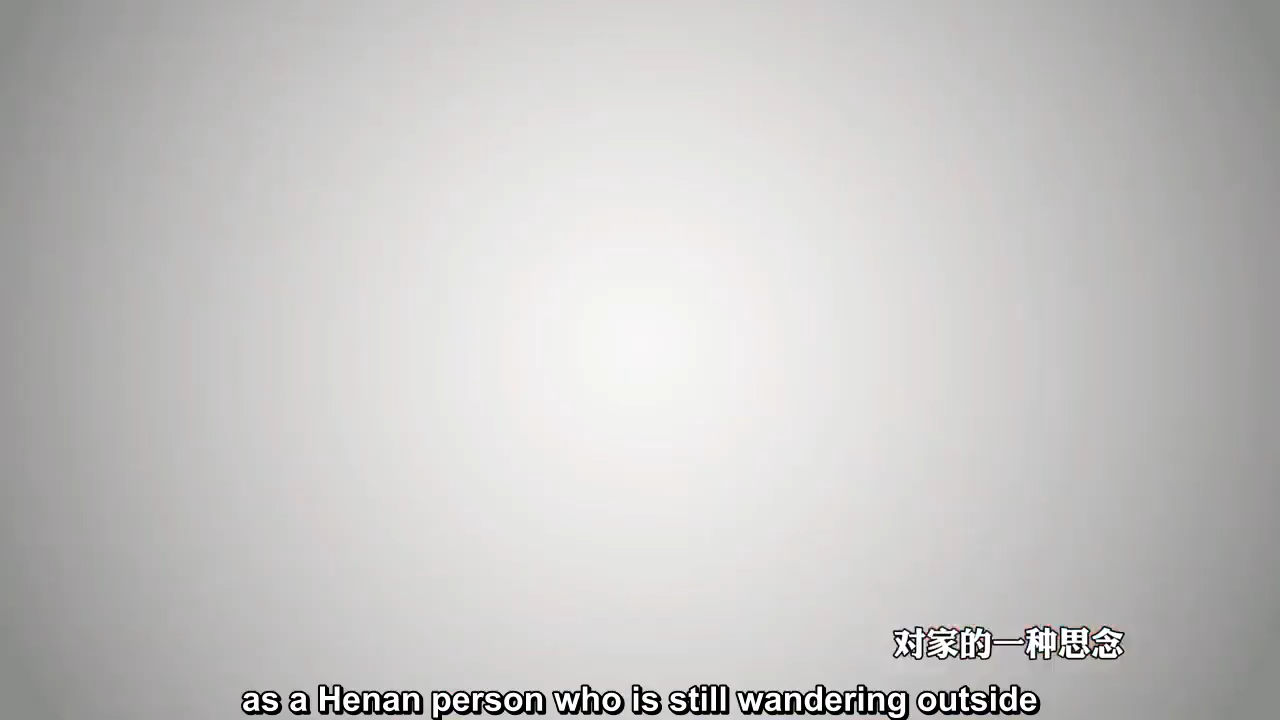 对家的一种思念
as a Henan person who is still wandering outside